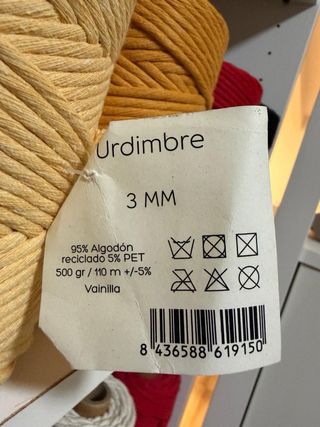 Urdimbre
3 MM
95% Algodón
reciclado 5% PET
500 gr / 110 m +/-5%
Vainilla
8 436588 619150